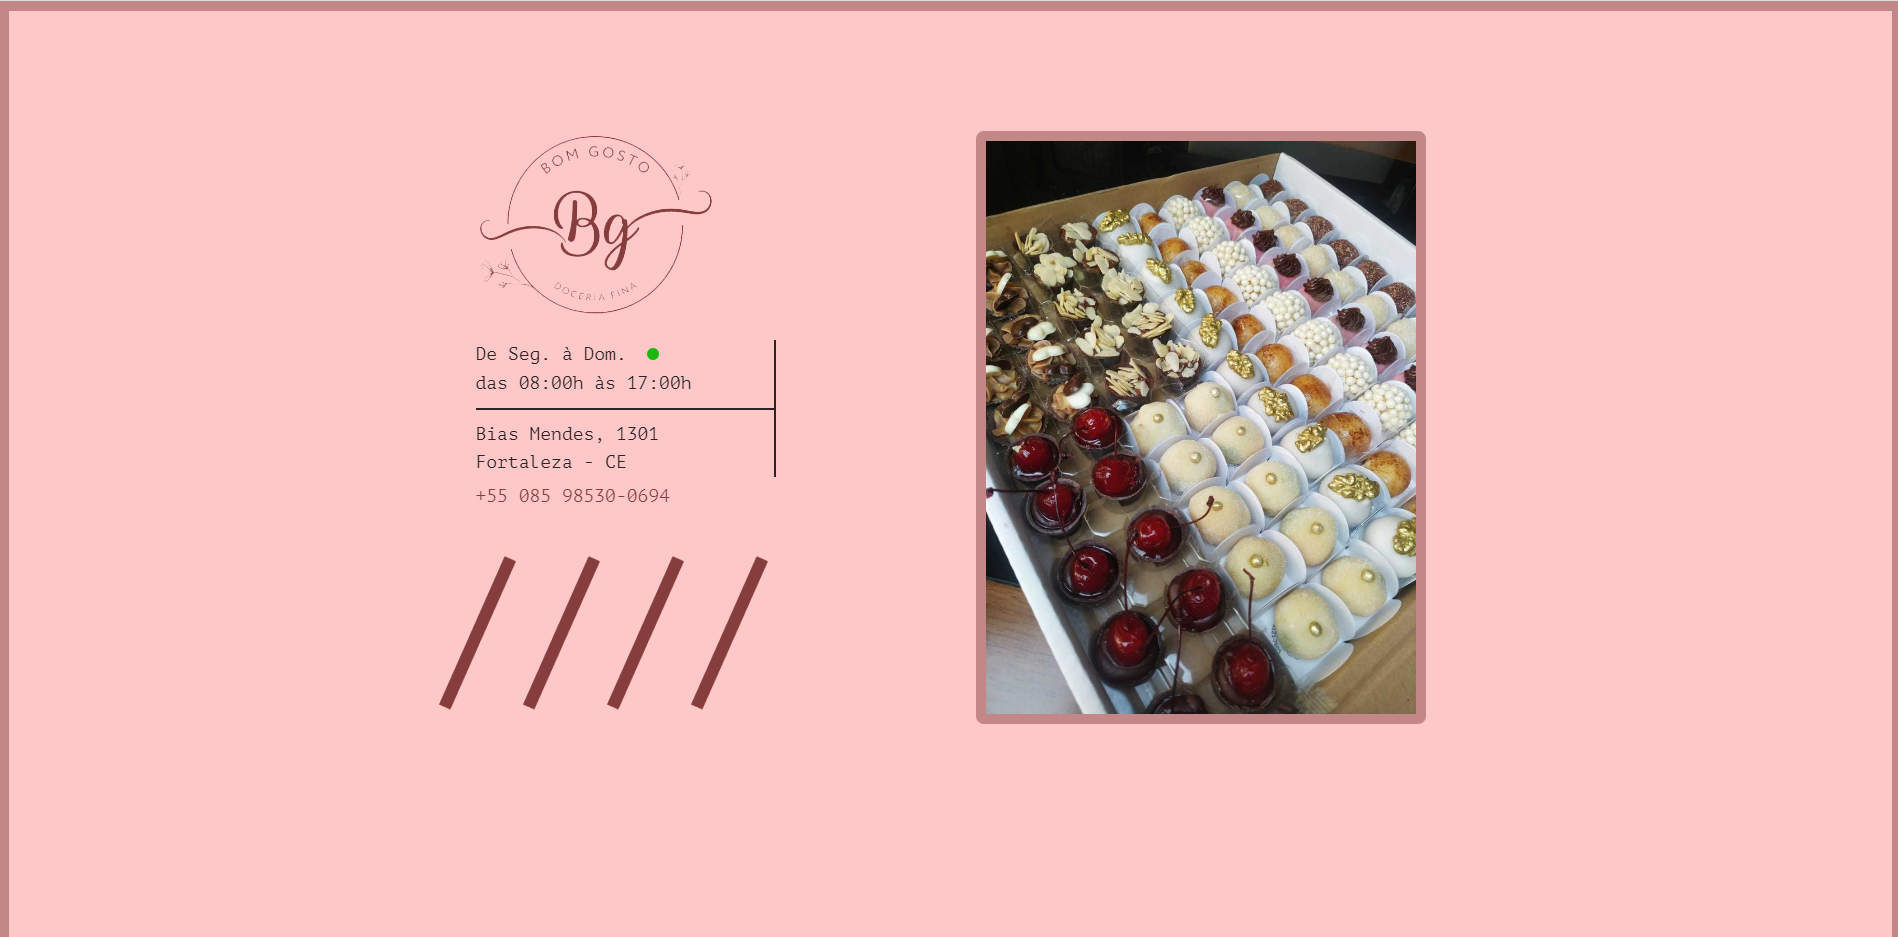 BOM GOSTO
Bg
DOCERIA FINA
De Seg. à Dom.
das 08:00h às 17:00h
Bias Mendes, 1301
Fortaleza - CE
+55 085 98530-0694